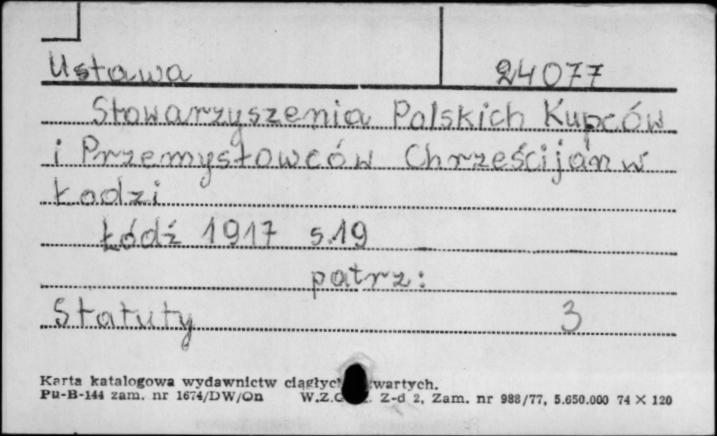 Ustawa 24077
Stowarzyszenia Polskich Kupców
i Przemysłowców Chrześcijan w
Łodzi
Łódź 1917 s.19
patrz:
Statuty 3
Karta katalogowa wydawnictw ciągłyc wartych.
Pu-B-144 zam. nr 1674/DW/On W.Z.G Z-d 2, Zam. nr 988/77, 5.650.000 74 × 120